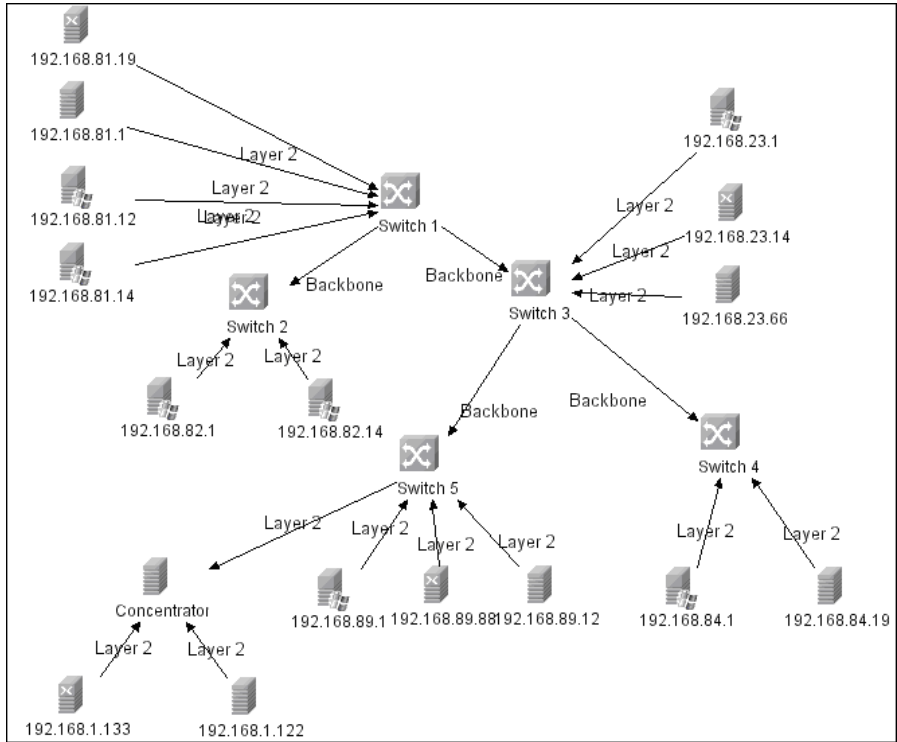 192.168.81.19
192.168.81.1
192.168.81.12
192.168.81.14
Layer 2
Layer 2
Layer 2
Layer 2
Switch 1
192.168.23.1
192.168.23.14
192.168.23.66
Layer 2
Layer 2
Layer 2
Backbone
Backbone
Switch 2
Switch 3
Layer 2
Layer 2
192.168.82.1
192.168.82.14
Backbone
Backbone
Switch 5
Switch 4
Layer 2
Layer 2
Layer 2
Layer 2
Layer 2
Layer 2
Concentrator
192.168.89.1
192.168.89.88
192.168.89.12
192.168.84.1
192.168.84.19
Layer 2
Layer 2
192.168.1.133
192.168.1.122